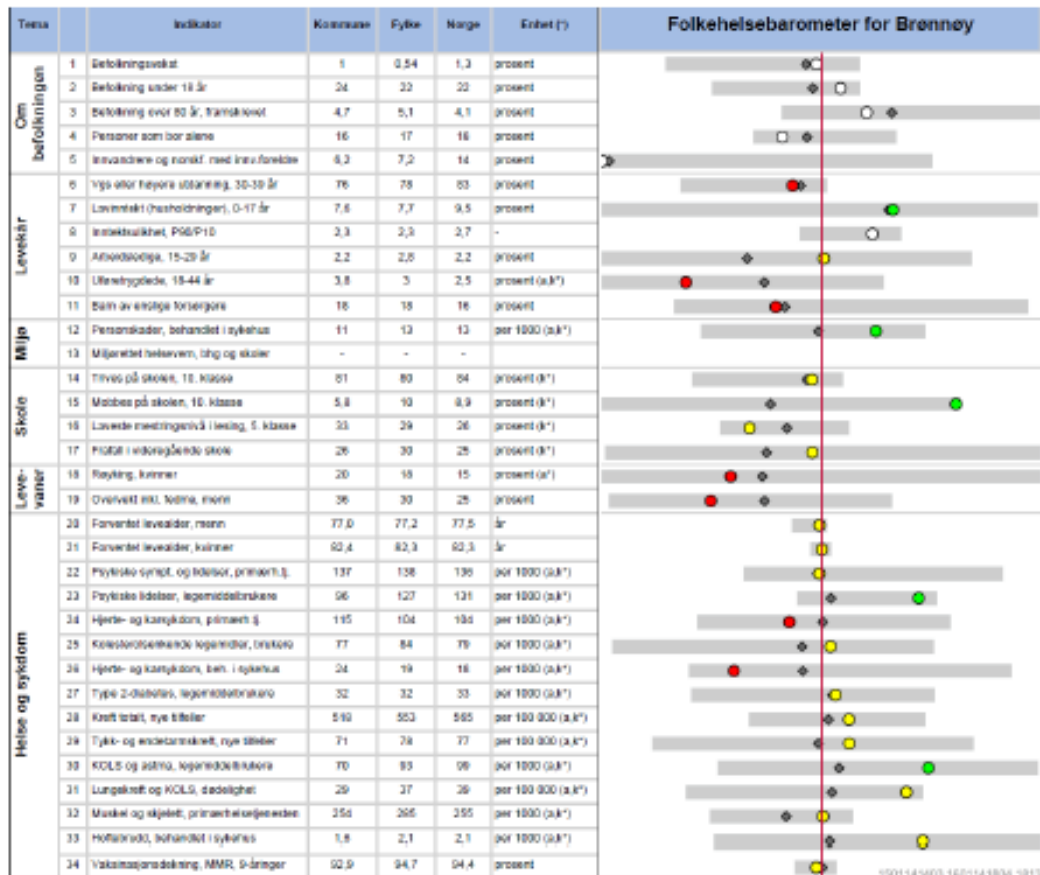 Tema Indikator Kommune Fylke Norge Enhet (*) Folkehelsebarometer for Brønnøy
Om befolkningen
1 Befolkningsvekst 1 0,54 1,3 prosent
2 Befolkning under 18 år 24 22 22 prosent
3 Befolkning over 80 år, framskrevet 4,7 5,1 4,1 prosent
4 Personer som bor alene 16 17 18 prosent
5 Innvandrere og norskf. med innv.foreldre 6,2 7,2 14 prosent
Levekår
6 Vgs eller høyere utdanning, 30-39 år 76 78 83 prosent
7 Lavinntekt (husholdninger), 0-17 år 7,6 7,7 9,5 prosent
8 Inntektsulikhet, P90/P10 2,3 2,3 2,7 -
9 Arbeidsledige, 15-29 år 2,2 2,8 2,2 prosent
10 Uføretrygdede, 18-44 år 3,8 3 2,5 prosent (a,k*)
11 Barn av enslige forsørgere 18 18 16 prosent
Miljø
12 Personskader, behandlet i sykehus 11 13 13 per 1000 (a,k*)
13 Miljørettet helsevern, bhg og skoler - - -
Skole
14 Trives på skolen, 10. klasse 81 80 84 prosent (k*)
15 Mobbes på skolen, 10. klasse 5,8 10 8,9 prosent (k*)
16 Laveste mestringsnivå i lesing, 5. klasse 33 29 26 prosent (k*)
17 Frafall i videregående skole 26 30 25 prosent (k*)
Leve-vaner
18 Røyking, kvinner 20 18 15 prosent (a*)
19 Overvekt inkl. fedme, menn 36 30 25 prosent
Helse og sykdom
20 Forventet levealder, menn 77,0 77,2 77,5 år
21 Forventet levealder, kvinner 82,4 82,3 82,3 år
22 Psykiske sympt. og lidelser, primærh.tj. 137 138 136 per 1000 (a,k*)
23 Psykiske lidelser, legemiddelbrukere 96 127 131 per 1000 (a,k*)
24 Hjerte- og karsykdom, primærh.tj. 115 104 104 per 1000 (a,k*)
25 Kolesterolsenkende legemidler, brukere 77 84 79 per 1000 (a,k*)
26 Hjerte- og karsykdom, beh. i sykehus 24 19 18 per 1000 (a,k*)
27 Type 2-diabetes, legemiddelbrukere 32 32 33 per 1000 (a,k*)
28 Kreft totalt, nye tilfeller 518 553 565 per 100 000 (a,k*)
29 Tykk- og endetarmskreft, nye tilfeller 71 78 77 per 100 000 (a,k*)
30 KOLS og astma, legemiddelbrukere 70 93 99 per 1000 (a,k*)
31 Lungekreft og KOLS, dødelighet 29 37 39 per 100 000 (a,k*)
32 Muskel og skjelett, primærhelsetjenesten 254 285 255 per 1000 (a,k*)
33 Hoftebrudd, behandlet i sykehus 1,6 2,1 2,1 per 1000 (a,k*)
34 Vaksinasjonsdekning, MMR, 9-åringer 92,9 94,7 94,4 prosent